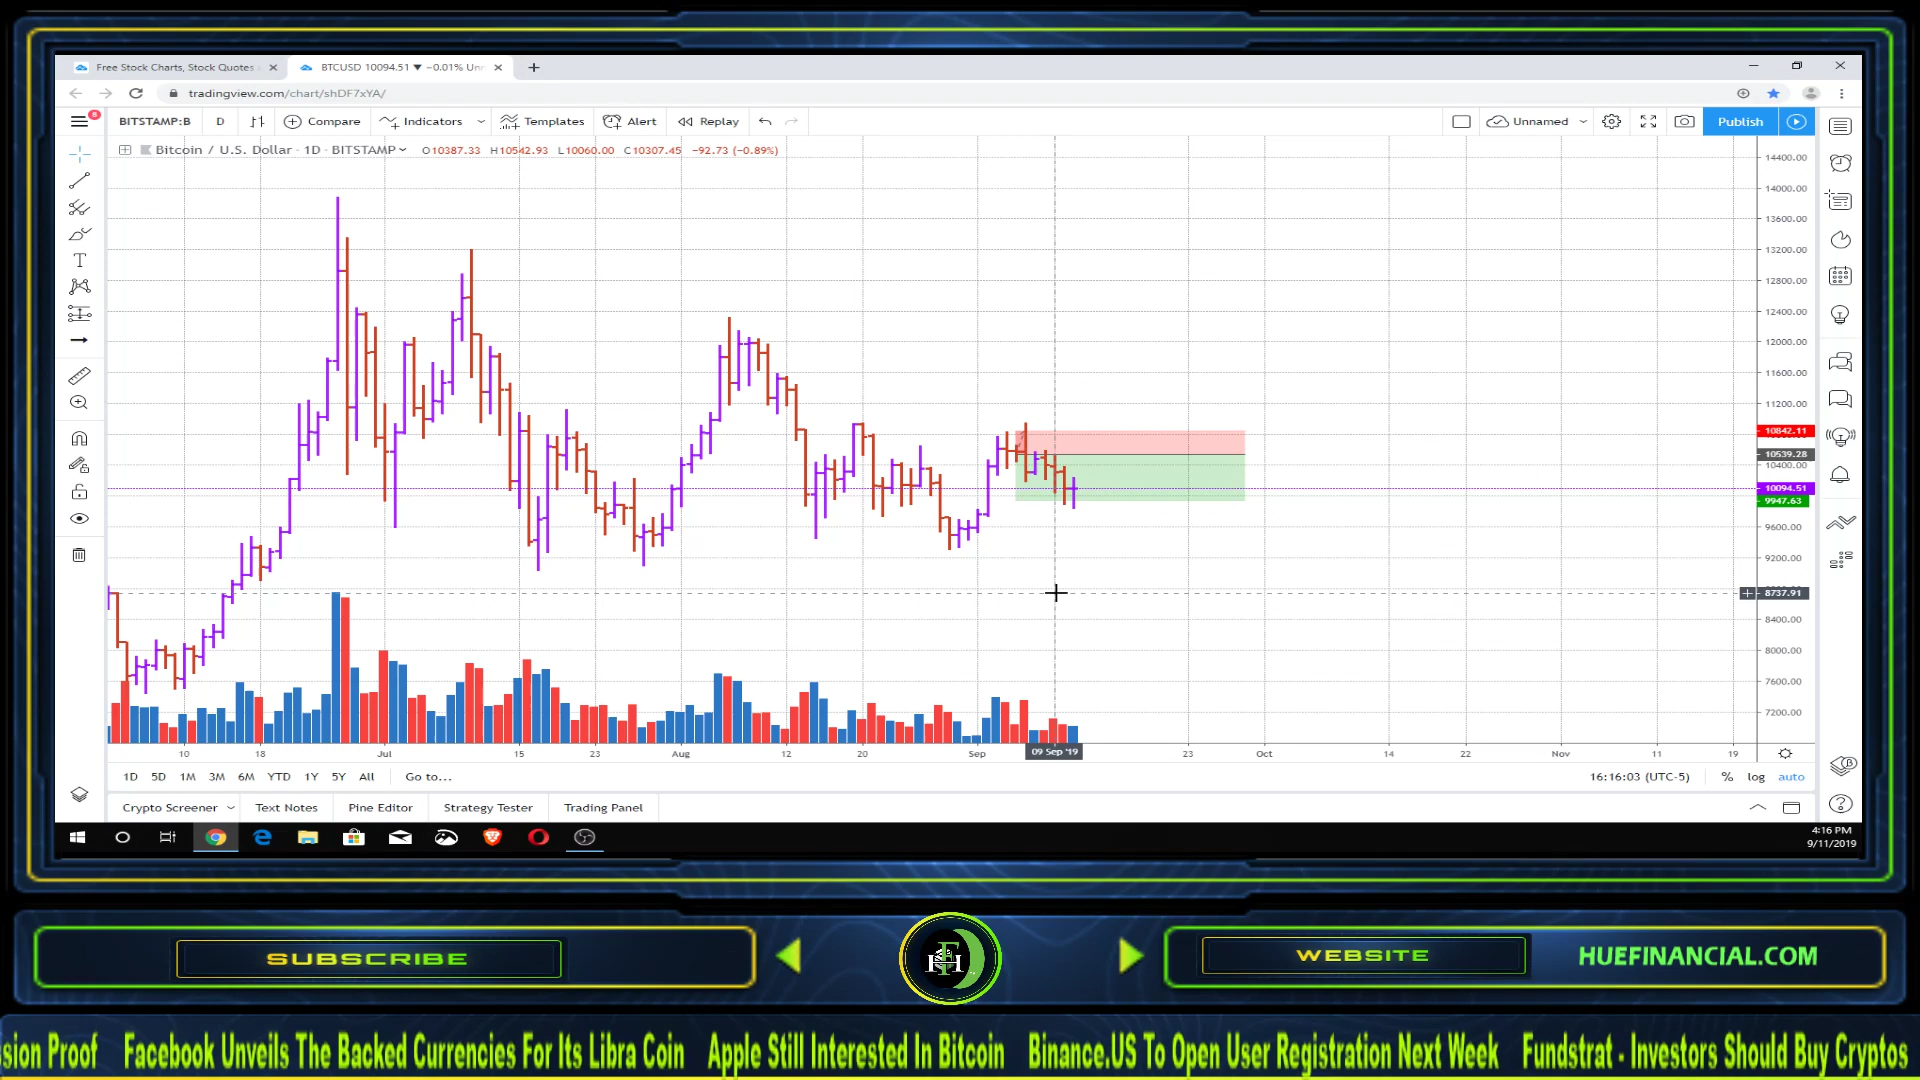 Free Stock Charts, Stock Quotes
BTCUSD 10094.51 ▼ −0.01% Unn
tradingview.com/chart/shDF7xYA/
8
BITSTAMP:B D Compare Indicators Templates Alert Replay Unnamed Publish
Bitcoin / U.S. Dollar · 1D · BITSTAMP O10387.33 H10542.93 L10060.00 C10307.45 −92.73 (−0.89%)
14400.00
14000.00
13600.00
13200.00
12800.00
12400.00
12000.00
11600.00
11200.00
10842.11
10539.28
10400.00
10094.51
9947.63
9600.00
9200.00
8737.91
8400.00
8000.00
7600.00
7200.00
10 18 Jul 15 23 Aug 12 20 Sep 09 Sep '19 23 Oct 14 22 Nov 11 19
1D 5D 1M 3M 6M YTD 1Y 5Y All Go to... 16:16:03 (UTC-5) % log auto
Crypto Screener Text Notes Pine Editor Strategy Tester Trading Panel
4:16 PM
9/11/2019
SUBSCRIBE
WEBSITE
HUEFINANCIAL.COM
sion Proof Facebook Unveils The Backed Currencies For Its Libra Coin Apple Still Interested In Bitcoin Binance.US To Open User Registration Next Week Fundstrat - Investors Should Buy Cryptos